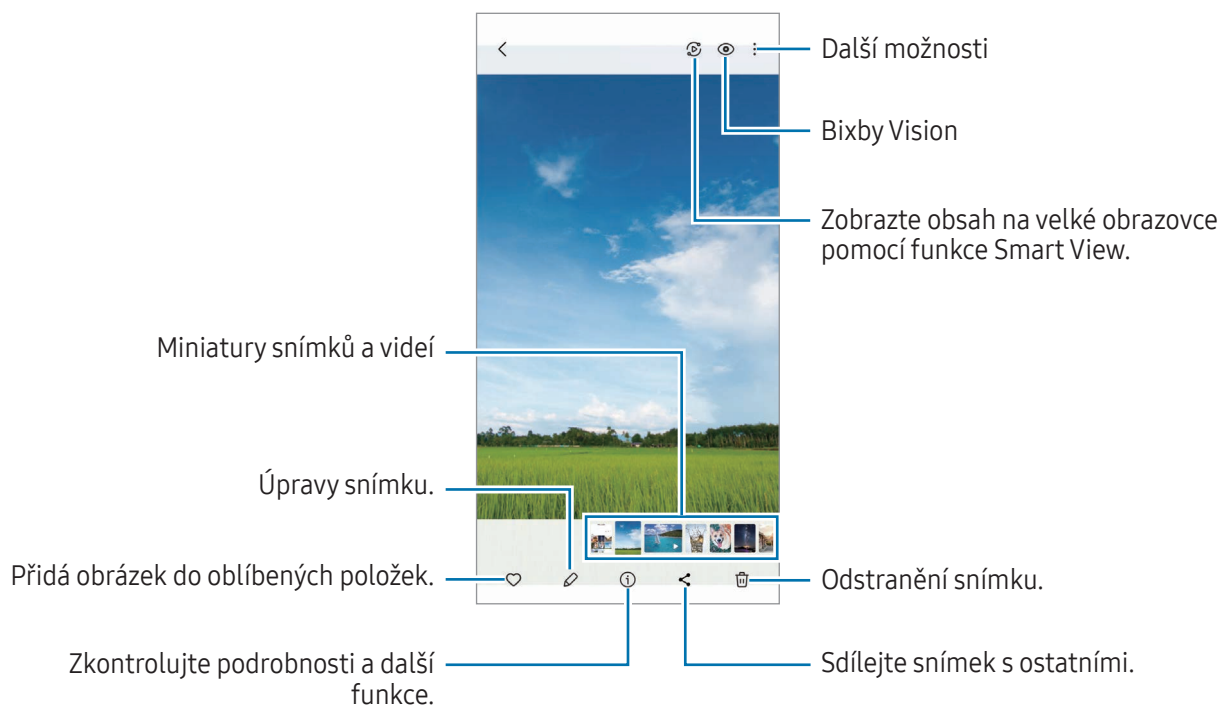 Další možnosti
Bixby Vision
Zobrazte obsah na velké obrazovce
pomocí funkce Smart View.
Miniatury snímků a videí
Úpravy snímku.
Přidá obrázek do oblíbených položek.
Odstranění snímku.
Zkontrolujte podrobnosti a další
funkce.
Sdílejte snímek s ostatními.